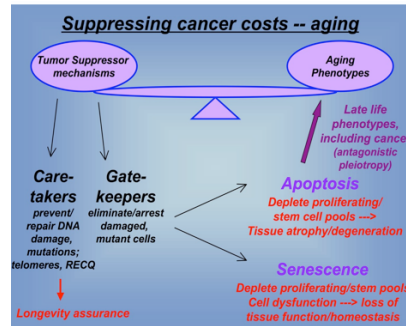 Suppressing cancer costs -- aging
Tumor Suppressor
mechanisms
Aging
Phenotypes
Late life
phenotypes,
including cancer
(antagonistic
pleiotropy)
Care-
takers
prevent/
repair DNA
damage,
mutations;
telomeres, RECQ
Longevity assurance
Gate-
keepers
eliminate/arrest
damaged,
mutant cells
Apoptosis
Deplete proliferating/
stem cell pools --->
Tissue atrophy/degeneration
Senescence
Deplete proliferating/stem pools
Cell dysfunction ---> loss of
tissue function/homeostasis